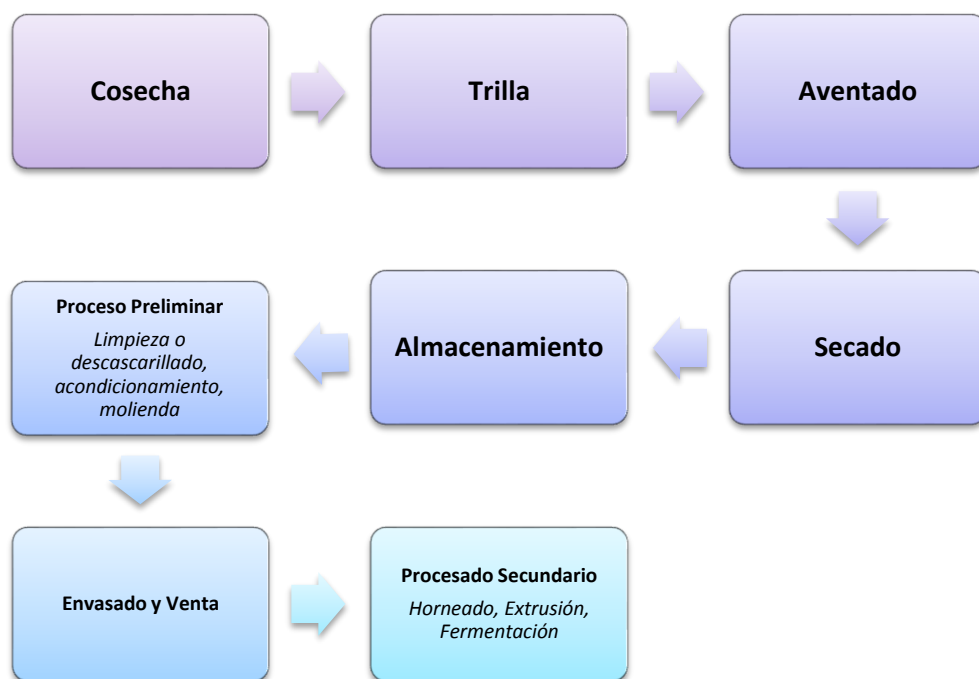 Cosecha
Trilla
Aventado
Secado
Almacenamiento
Proceso Preliminar
Limpieza o
descascarillado,
acondicionamiento,
molienda
Envasado y Venta
Procesado Secundario
Horneado, Extrusión,
Fermentación